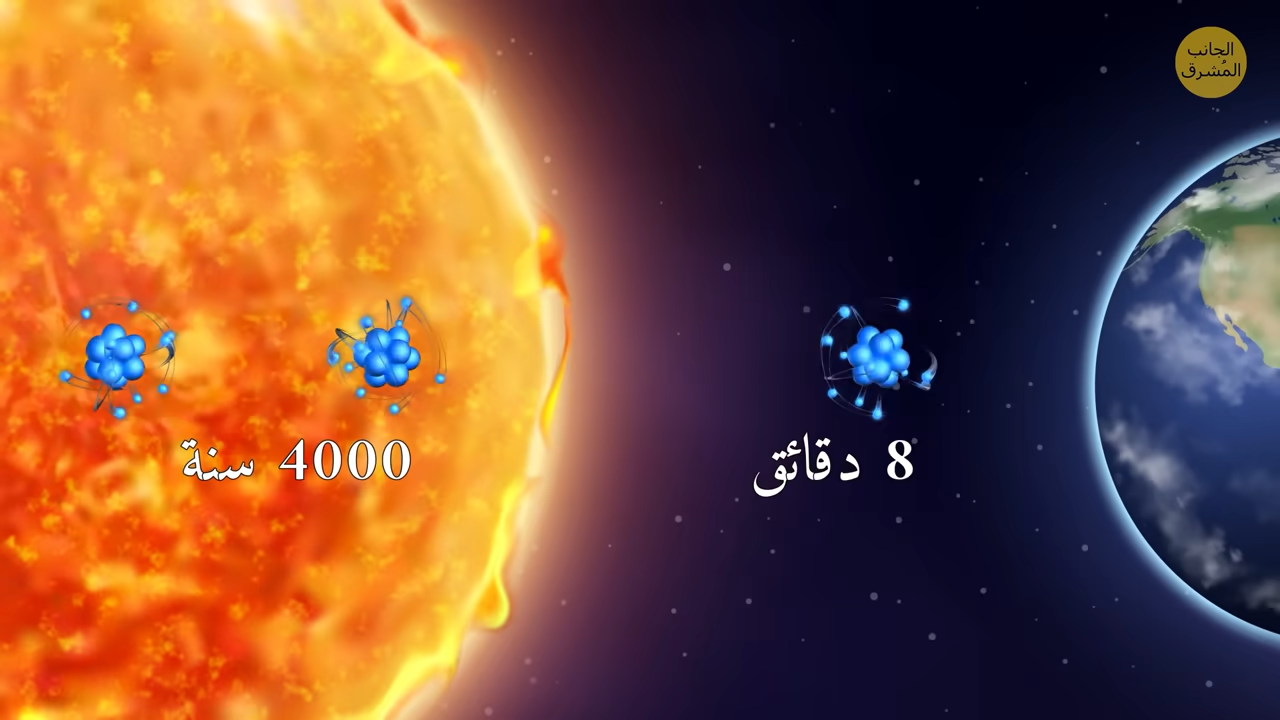 الجانب
المُشرق
4000 سنة
8 دقائق